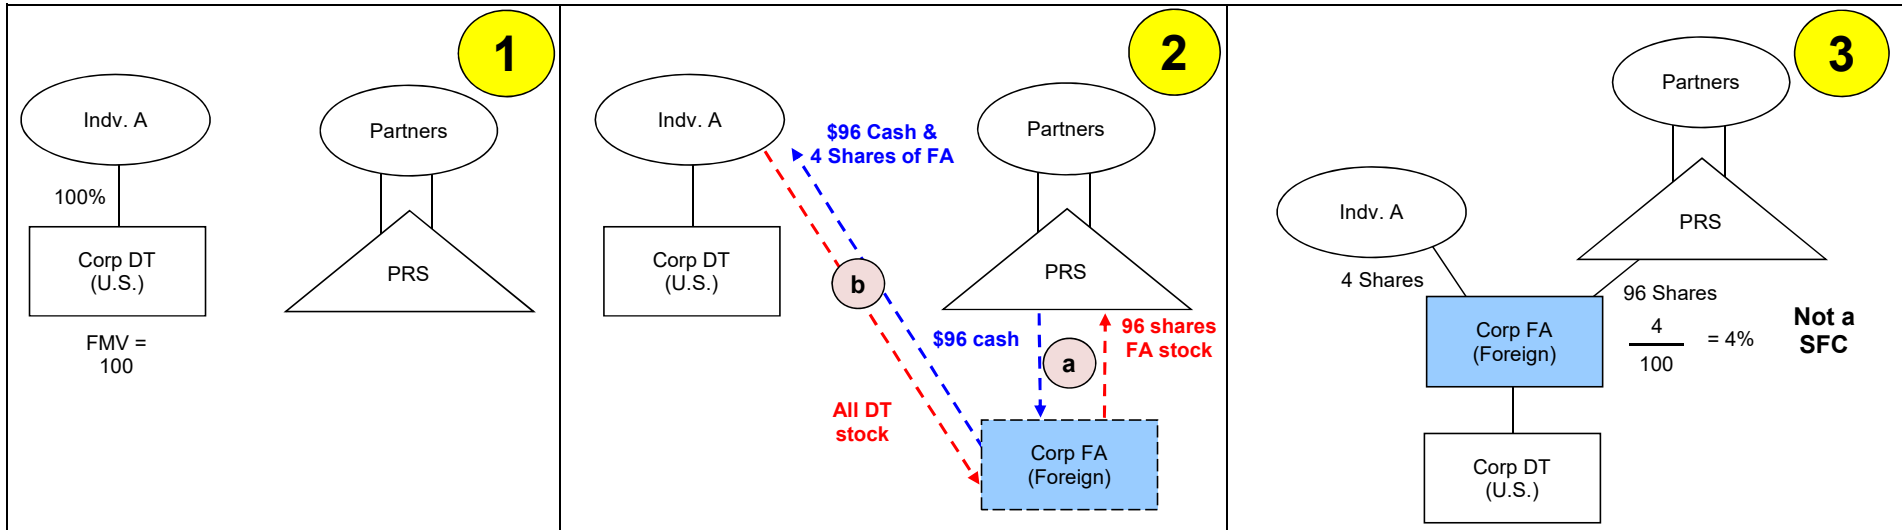 1
Indv. A
100%
Corp DT
(U.S.)
FMV =
100
Partners
PRS
2
Indv. A
Corp DT
(U.S.)
$96 Cash &
4 Shares of FA
b
All DT
stock
Partners
PRS
$96 cash
a
96 shares
FA stock
Corp FA
(Foreign)
3
Partners
PRS
Indv. A
4 Shares
96 Shares
Corp FA
(Foreign)
4
100
= 4%
Not a
SFC
Corp DT
(U.S.)